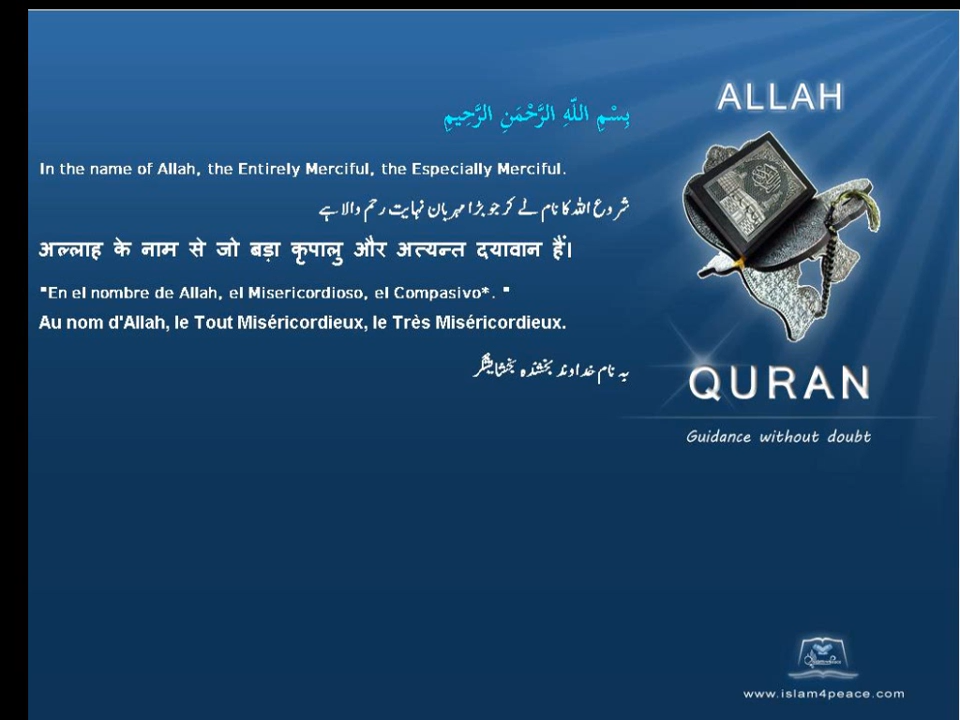 بِسْمِ اللَّهِ الرَّحْمَنِ الرَّحِيمِ
In the name of Allah, the Entirely Merciful, the Especially Merciful.
شروع الله کا نام لے کر جو بڑا مہربان نہایت رحم والا ہے
अल्लाह के नाम से जो बड़ा कृपालु और अत्यन्त दयावान हैं।
"En el nombre de Allah, el Misericordioso, el Compasivo*. "
Au nom d'Allah, le Tout Miséricordieux, le Très Miséricordieux.
به نام خداوند بخشنده بخشایشگر
ALLAH
QURAN
Guidance without doubt
www.islam4peace.com